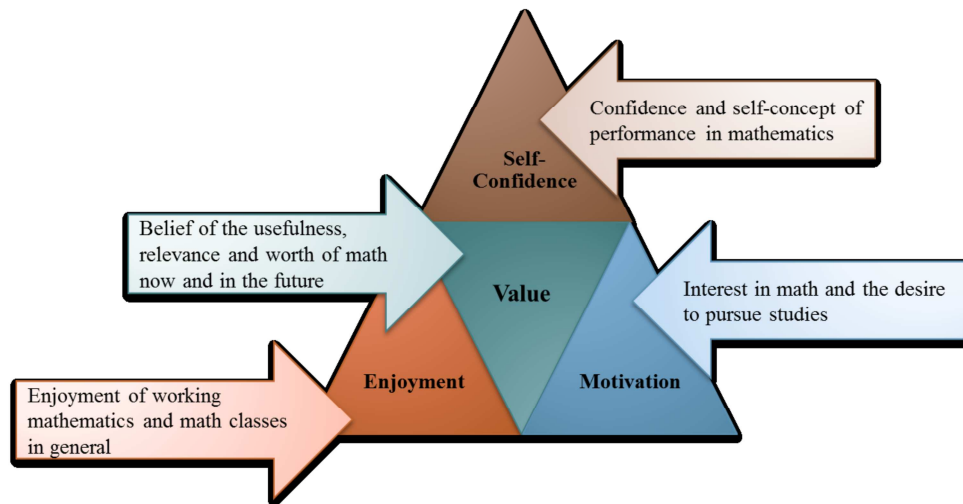 Confidence and self-concept of
performance in mathematics
Self-
Confidence
Belief of the usefulness,
relevance and worth of math
now and in the future
Value
Interest in math and the desire
to pursue studies
Enjoyment
Motivation
Enjoyment of working
mathematics and math classes
in general